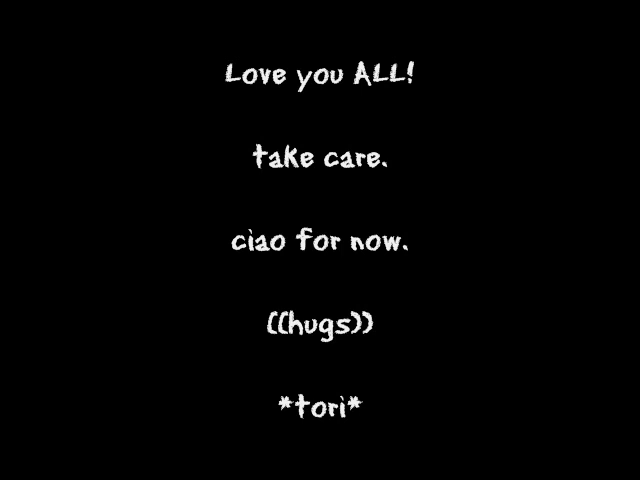 Love you ALL!
take care.
ciao for now.
((hugs))
*tori*